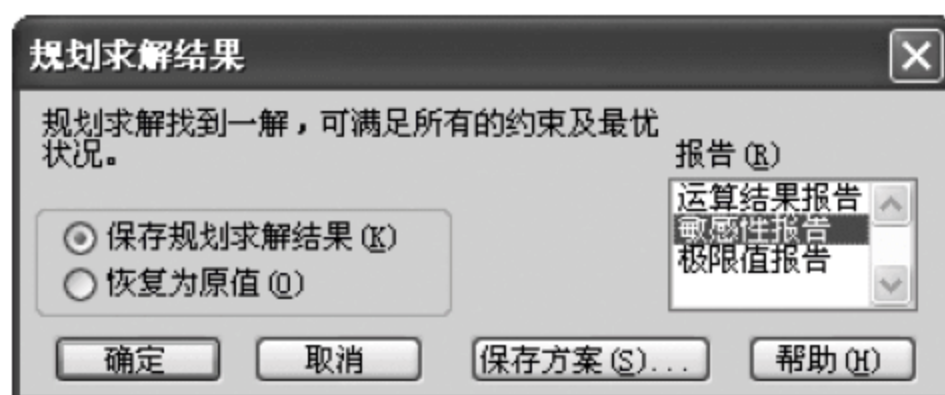 规划求解结果
规划求解找到一解，可满足所有的约束及最优
状况。
报告(R)
运算结果报告
敏感性报告
极限值报告
保存规划求解结果(K)
恢复为原值(O)
确定
取消
保存方案(S)...
帮助(H)